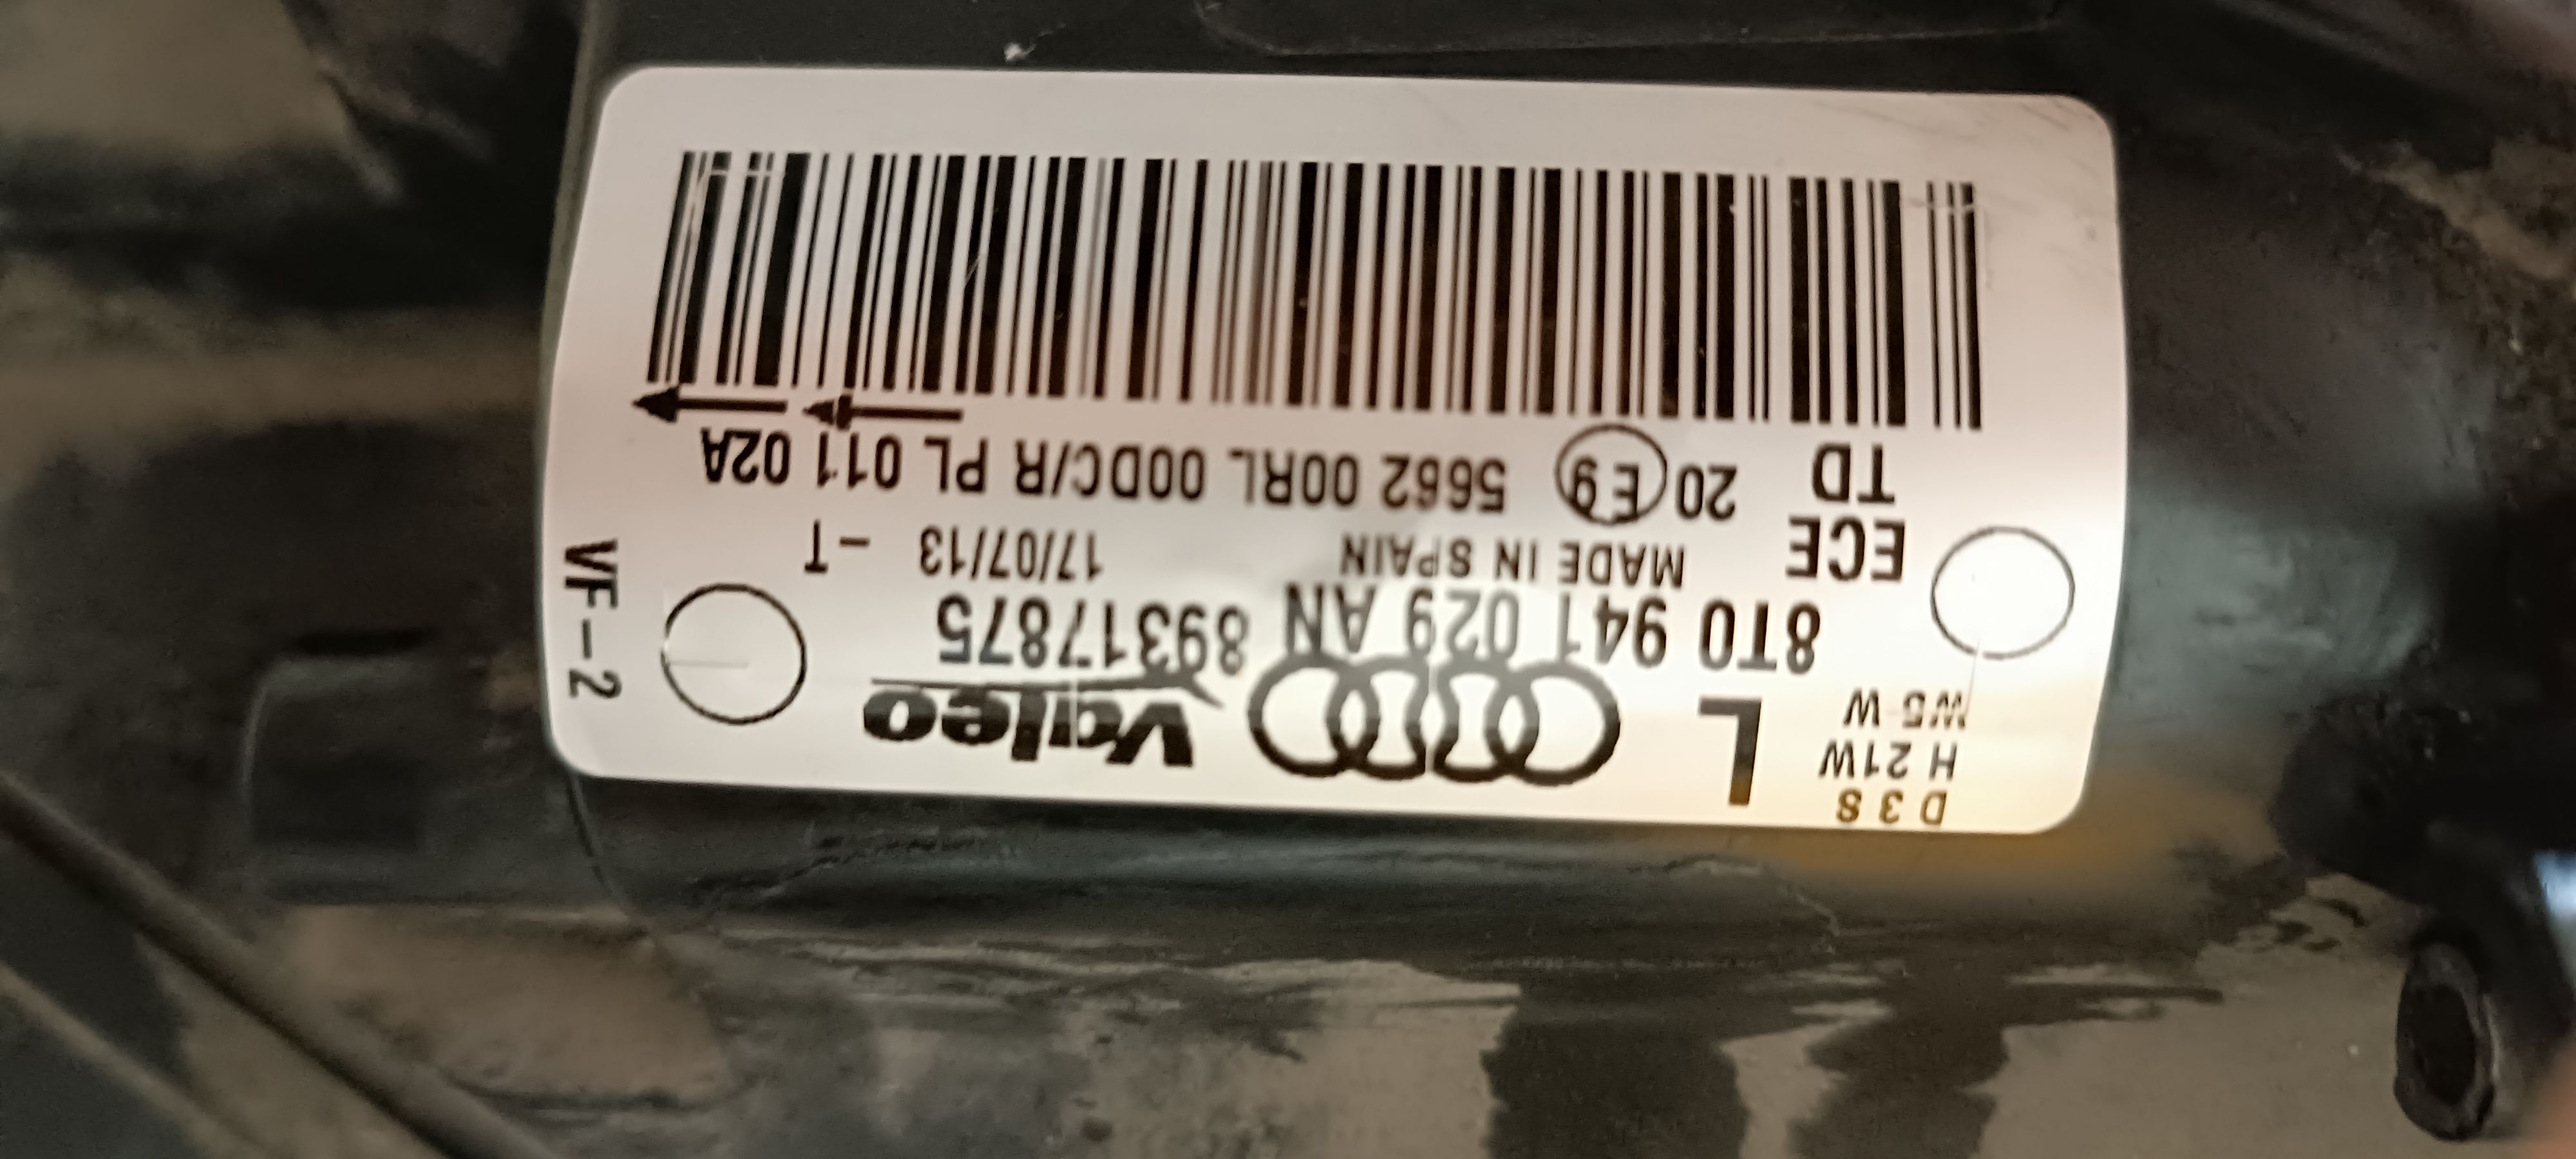 D3S
H 21W
W5W
L
Valeo
8T0 941 029 AN 89317875
ECE
MADE IN SPAIN
17/07/13
-T
TD
20 E9 5662 00RL 00DC/R PL 011 02A
VF-2